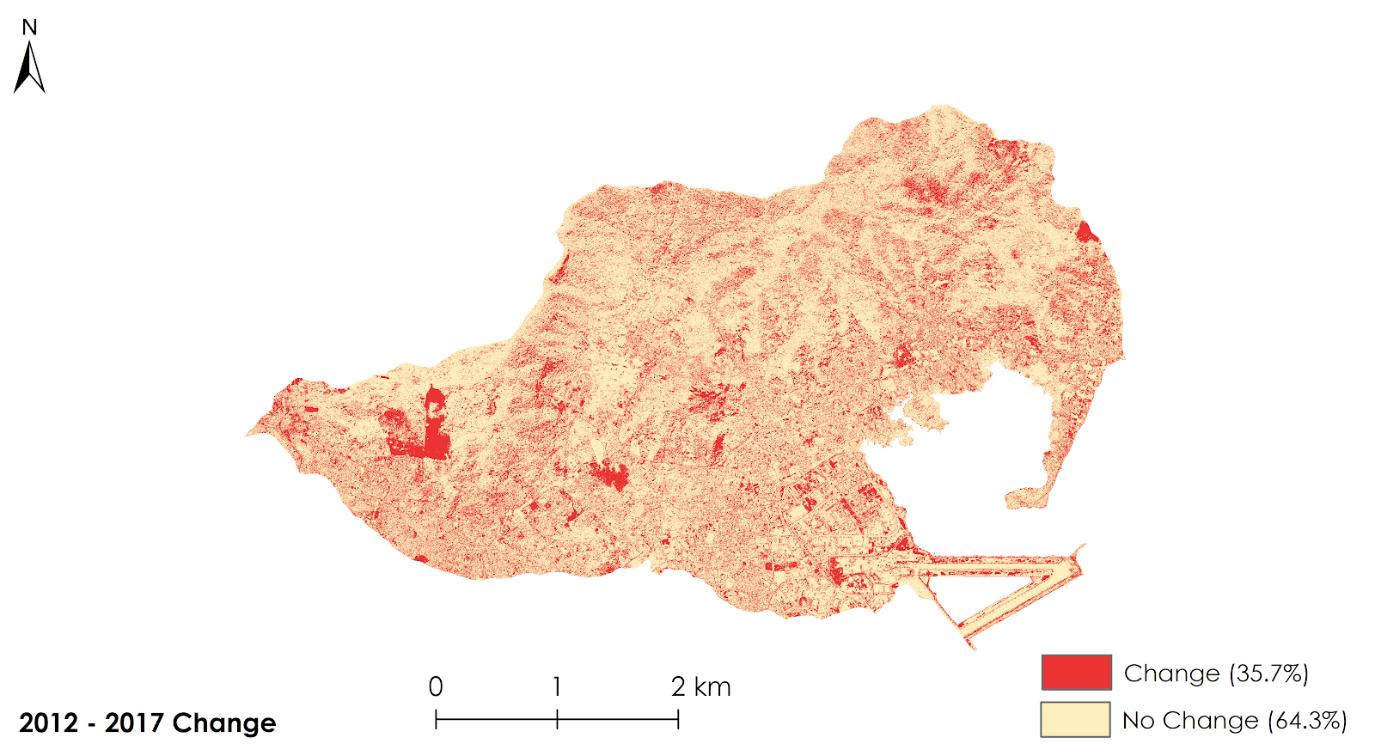 N
0 1 2 km
2012 - 2017 Change
Change (35.7%)
No Change (64.3%)